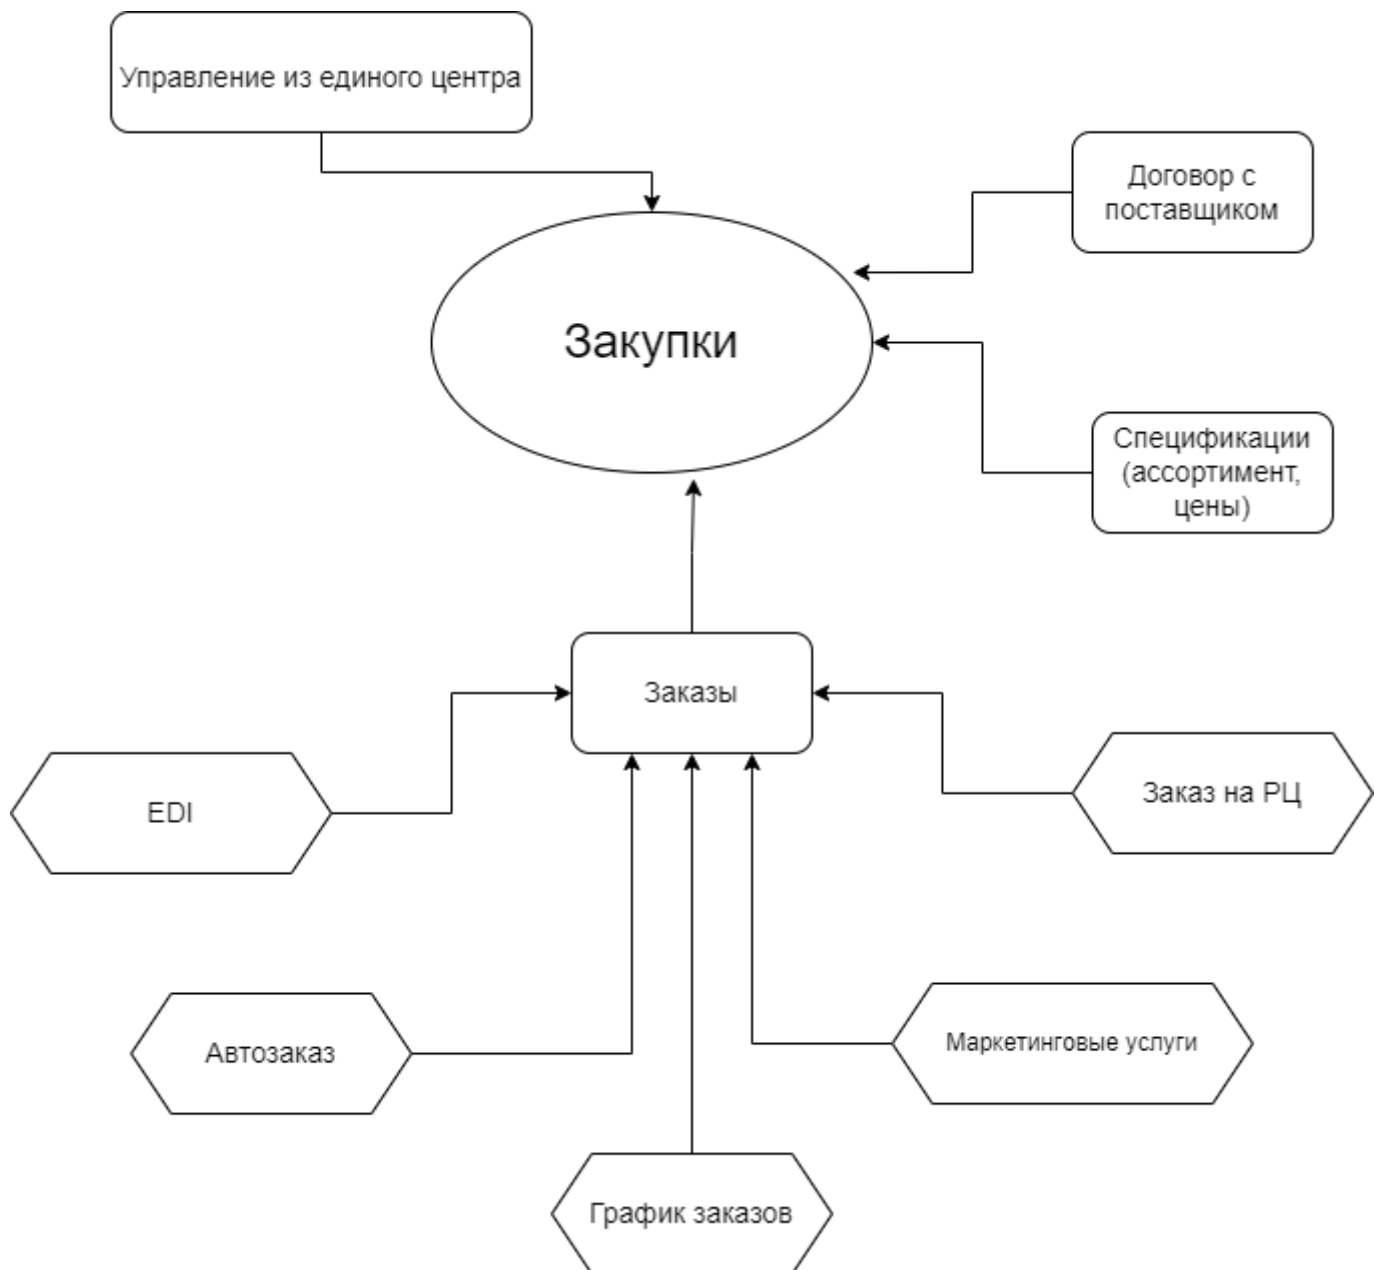 Управление из единого центра
Договор с
поставщиком
Закупки
Спецификации
(ассортимент,
цены)
Заказы
EDI
Заказ на РЦ
Автозаказ
Маркетинговые услуги
График заказов